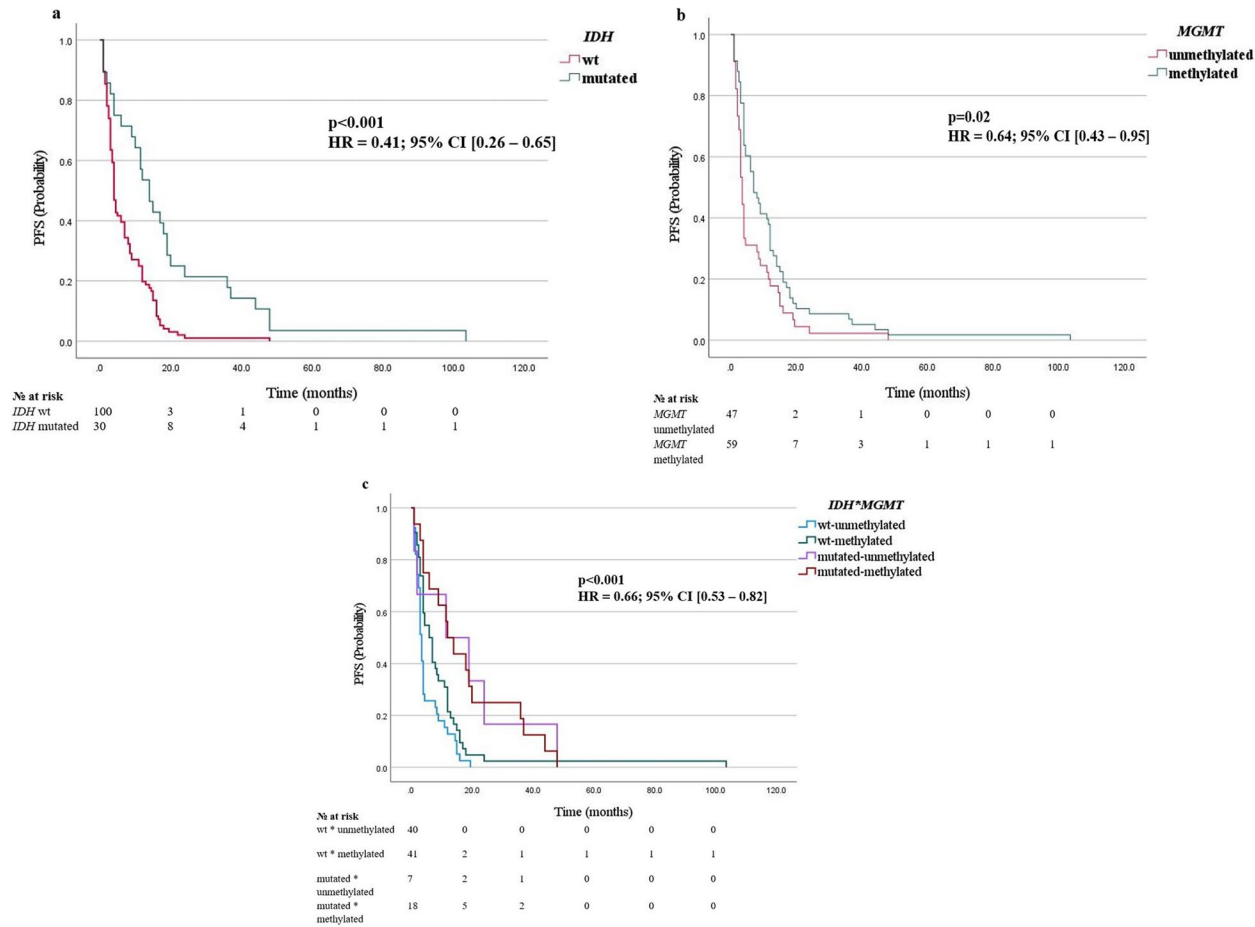 a
IDH
wt
mutated
p<0.001
HR = 0.41; 95% CI [0.26 – 0.65]
PFS (Probability)
1.0
0.8
0.6
0.4
0.2
0.0
.0 20.0 40.0 60.0 80.0 100.0 120.0
Time (months)
№ at risk
IDH wt 100 3 1 0 0 0
IDH mutated 30 8 4 1 1 1
b
MGMT
unmethylated
methylated
p=0.02
HR = 0.64; 95% CI [0.43 – 0.95]
PFS (Probability)
1.0
0.8
0.6
0.4
0.2
0.0
.0 20.0 40.0 60.0 80.0 100.0 120.0
Time (months)
№ at risk
MGMT 47 2 1 0 0 0
unmethylated
MGMT 59 7 3 1 1 1
methylated
c
IDH*MGMT
wt-unmethylated
wt-methylated
mutated-unmethylated
mutated-methylated
p<0.001
HR = 0.66; 95% CI [0.53 – 0.82]
PFS (Probability)
1.0
0.8
0.6
0.4
0.2
0.0
.0 20.0 40.0 60.0 80.0 100.0 120.0
Time (months)
№ at risk
wt * unmethylated 40 0 0 0 0 0
wt * methylated 41 2 1 1 1 1
mutated * 7 2 1 0 0 0
unmethylated
mutated * 18 5 2 0 0 0
methylated